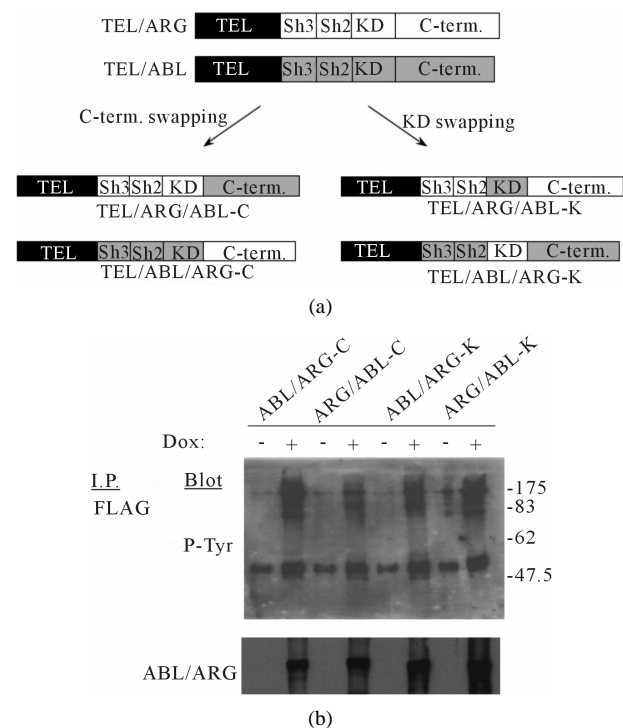 TEL/ARG TEL Sh3 Sh2 KD C-term.
TEL/ABL TEL Sh3 Sh2 KD C-term.
C-term. swapping KD swapping
TEL Sh3 Sh2 KD C-term. TEL Sh3 Sh2 KD C-term.
TEL/ARG/ABL-C TEL/ARG/ABL-K
TEL Sh3 Sh2 KD C-term. TEL Sh3 Sh2 KD C-term.
TEL/ABL/ARG-C TEL/ABL/ARG-K
(a)
ABL/ARG-C ARG/ABL-C ABL/ARG-K ARG/ABL-K
Dox: - + - + - + - +
I.P. Blot -175
FLAG -83
-62
P-Tyr
-47.5
ABL/ARG
(b)